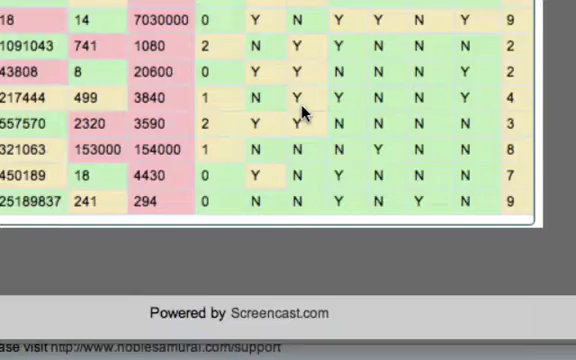 18 14 7030000 0 Y N Y Y N Y 9
1091043 741 1080 2 N Y Y N N N 2
43808 8 20600 0 Y Y N N N Y 2
217444 499 3840 1 N Y Y N N Y 4
557570 2320 3590 2 Y Y N N N N 3
321063 153000 154000 1 N N N Y N N 8
450189 18 4430 0 Y N Y N N N 7
25189837 241 294 0 N N Y N Y N 9
Powered by Screencast.com
please visit http://www.noblesamurai.com/support